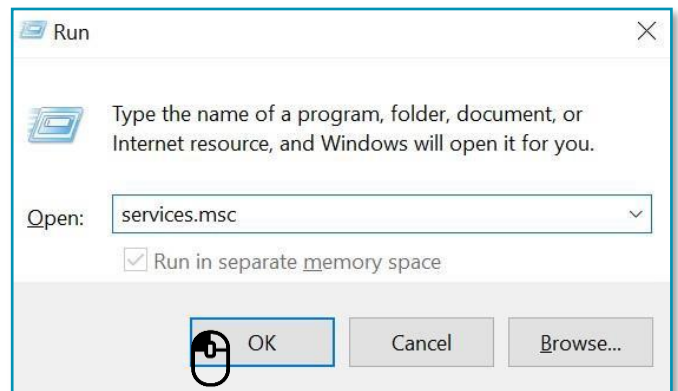 Run
Type the name of a program, folder, document, or
Internet resource, and Windows will open it for you.
Open: services.msc
Run in separate memory space
OK Cancel Browse...